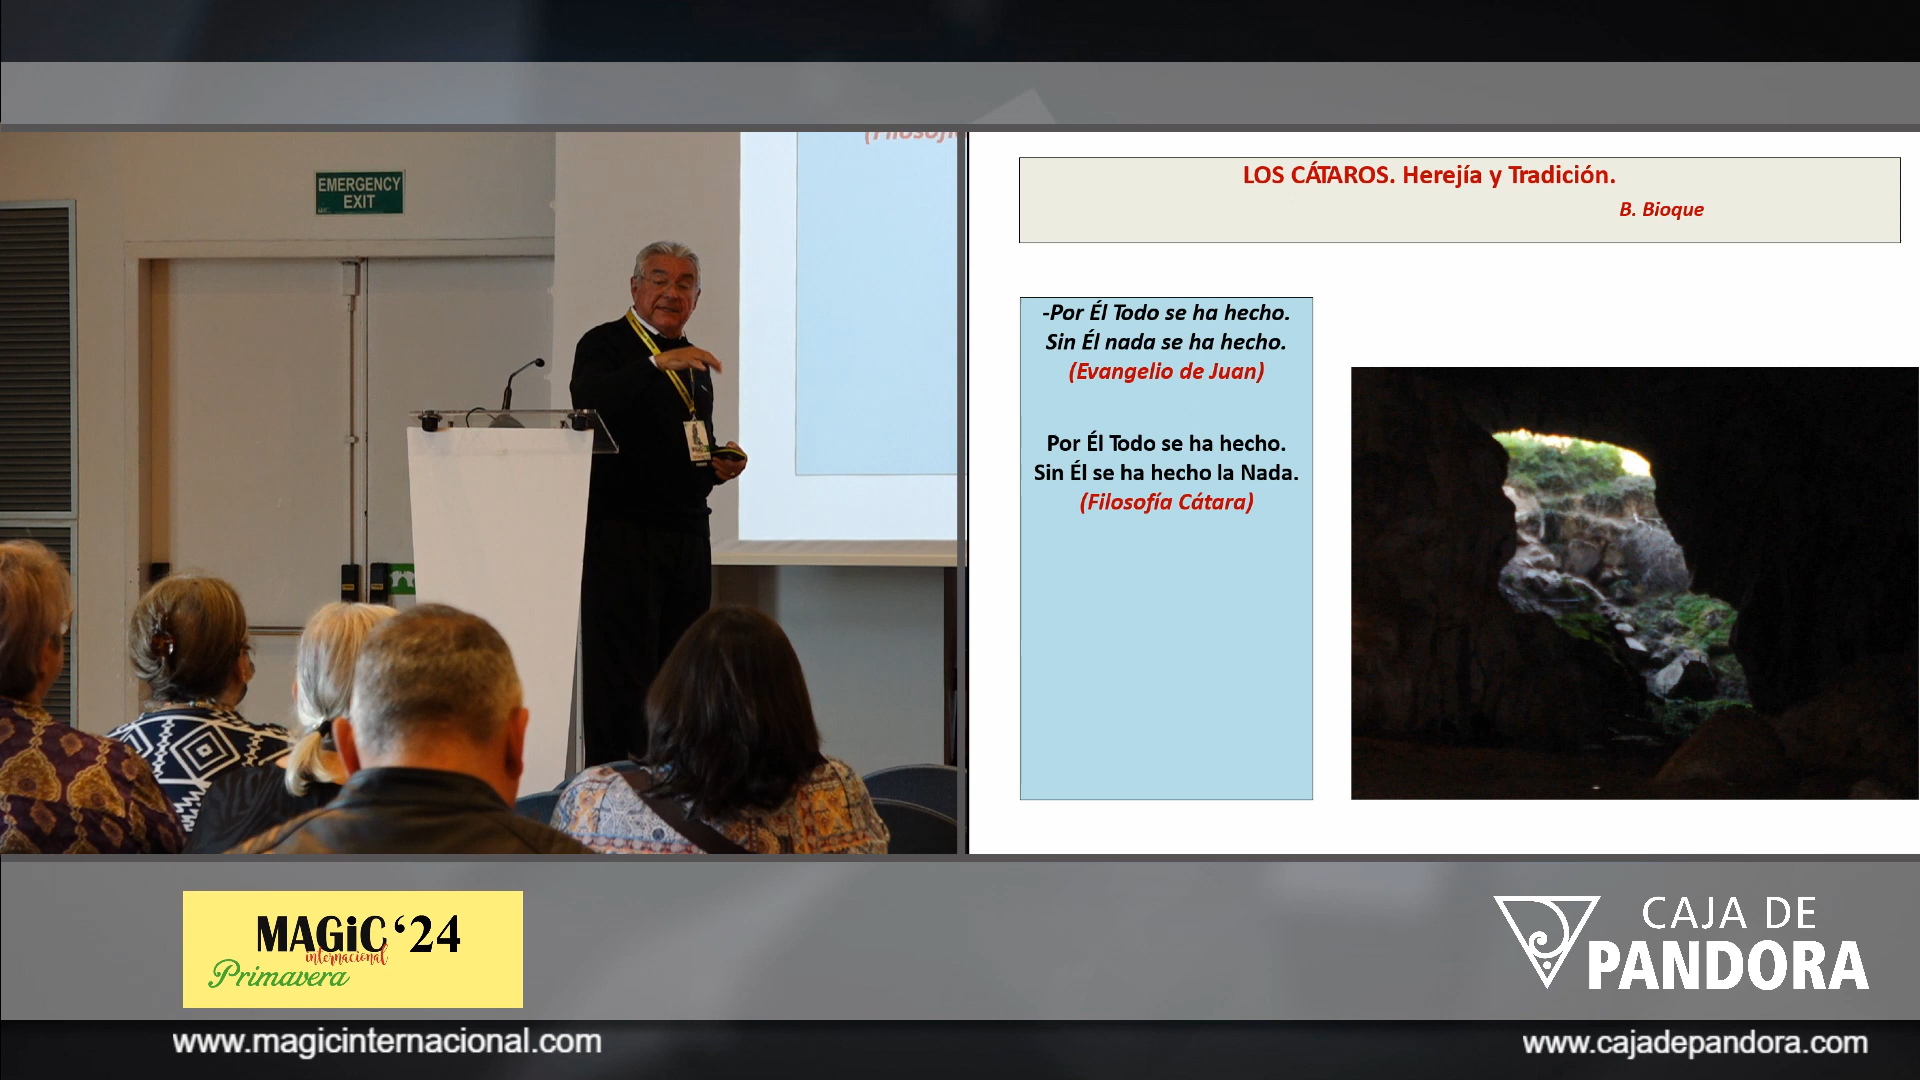 EMERGENCY
EXIT
LOS CÁTAROS. Herejía y Tradición.
B. Bioque
-Por Él Todo se ha hecho.
Sin Él nada se ha hecho.
(Evangelio de Juan)
Por Él Todo se ha hecho.
Sin Él se ha hecho la Nada.
(Filosofía Cátara)
MAGiC ‘24
internacional
Primavera
CAJA DE
PANDORA
www.magicinternacional.com
www.cajadepandora.com